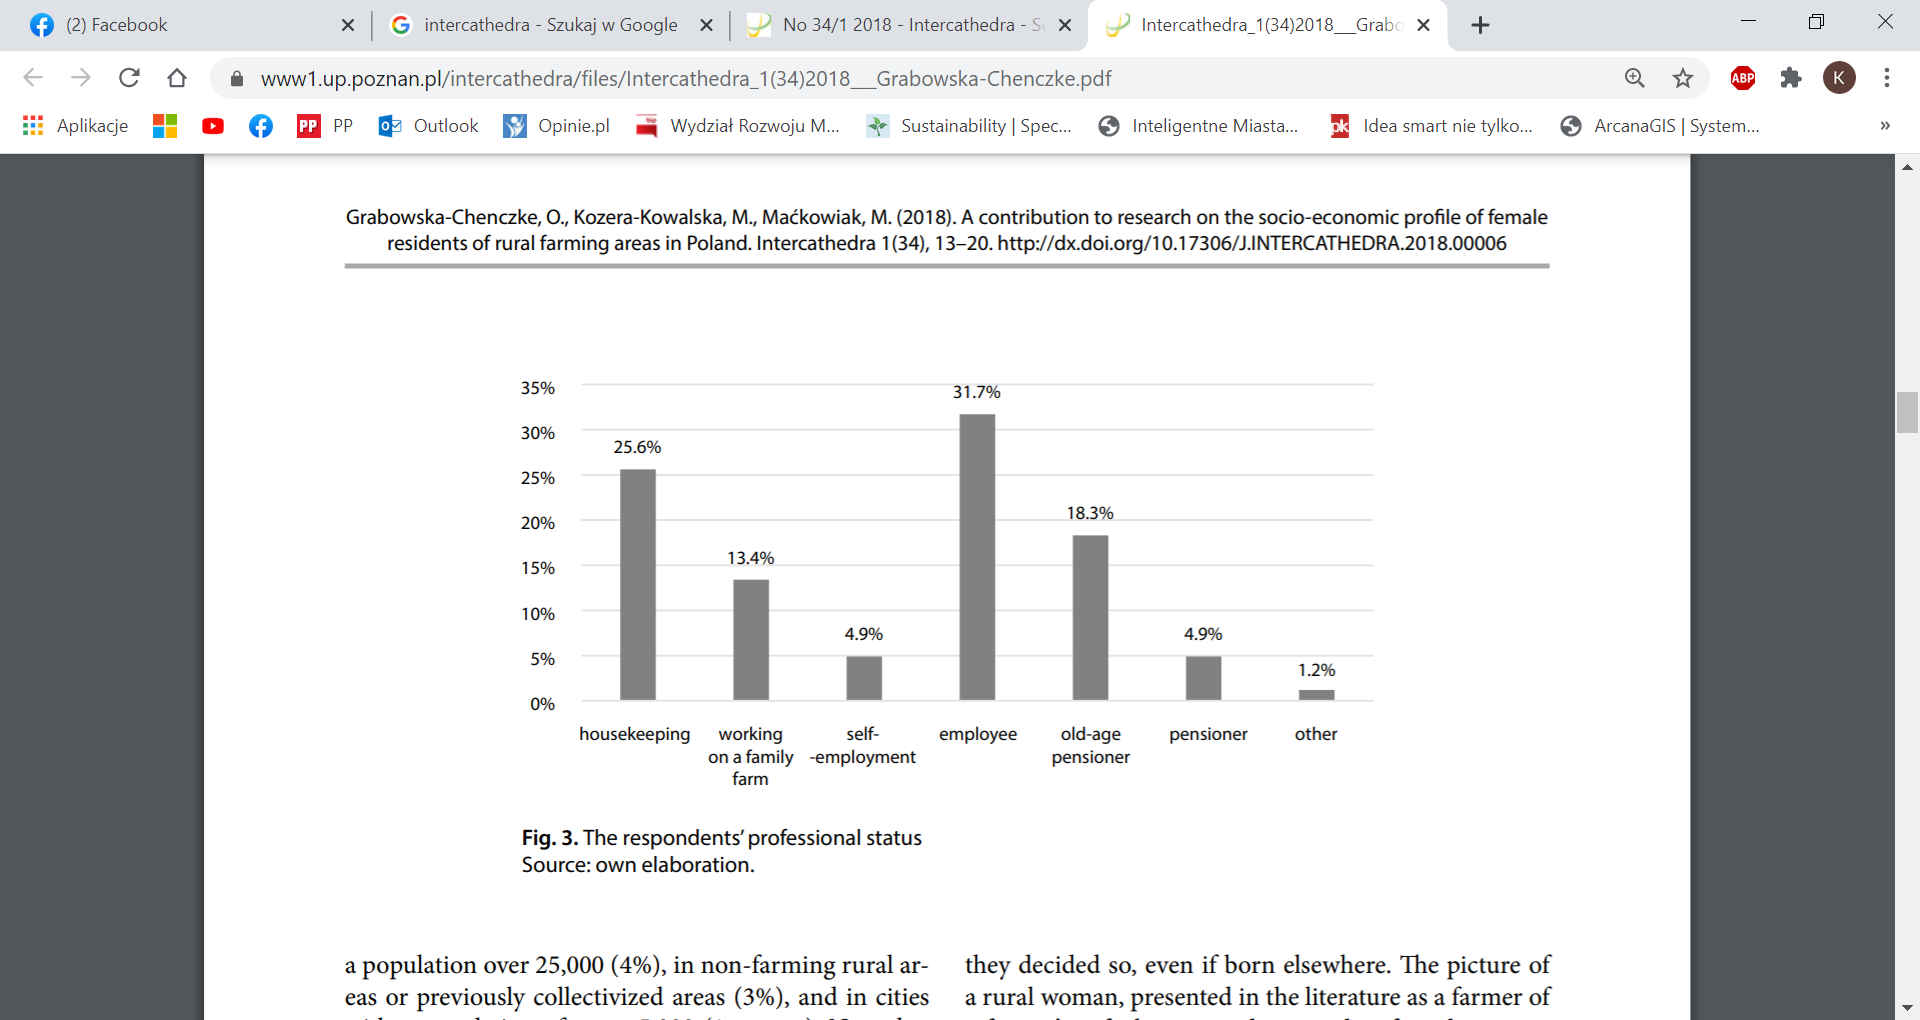 (2) Facebook
intercathedra - Szukaj w Google
No 34/1 2018 - Intercathedra - Sc
Intercathedra_1(34)2018___Grabo
www1.up.poznan.pl/intercathedra/files/Intercathedra_1(34)2018___Grabowska-Chenczke.pdf
ABP
K
Aplikacje
PP PP
Outlook
Opinie.pl
Wydział Rozwoju M...
Sustainability | Spec...
Inteligentne Miasta...
pk Idea smart nie tylko...
ArcanaGIS | System...
»
Grabowska-Chenczke, O., Kozera-Kowalska, M., Maćkowiak, M. (2018). A contribution to research on the socio-economic profile of female
residents of rural farming areas in Poland. Intercathedra 1(34), 13–20. http://dx.doi.org/10.17306/J.INTERCATHEDRA.2018.00006
35%
30%
25%
20%
15%
10%
5%
0%
25.6%
13.4%
4.9%
31.7%
18.3%
4.9%
1.2%
housekeeping
working
on a family
farm
self-
-employment
employee
old-age
pensioner
pensioner
other
Fig. 3. The respondents’ professional status
Source: own elaboration.
a population over 25,000 (4%), in non-farming rural ar-
eas or previously collectivized areas (3%), and in cities
they decided so, even if born elsewhere. The picture of
a rural woman, presented in the literature as a farmer of